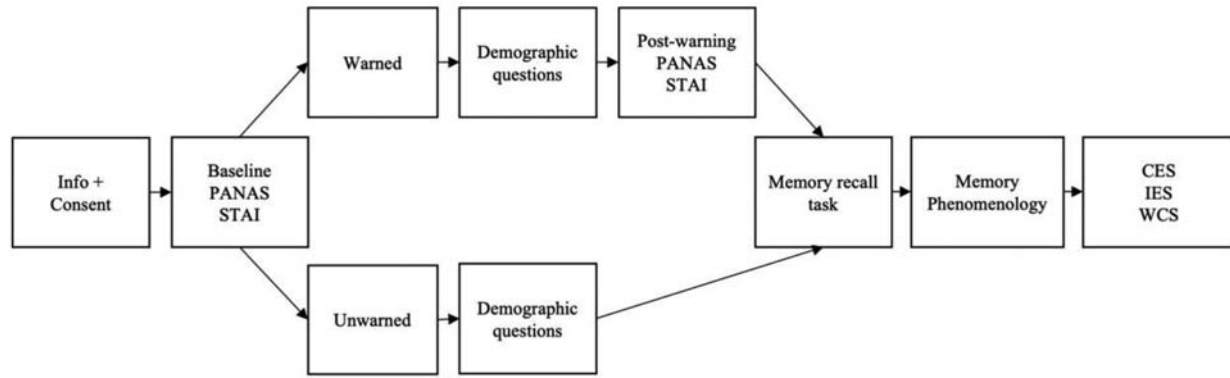 Info +
Consent
Baseline
PANAS
STAI
Warned
Demographic
questions
Post-warning
PANAS
STAI
Unwarned
Demographic
questions
Memory recall
task
Memory
Phenomenology
CES
IES
WCS